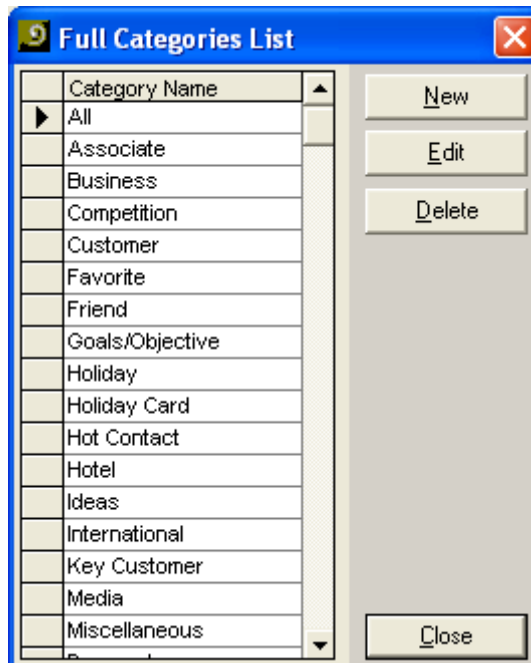 Full Categories List
Category Name
All
Associate
Business
Competition
Customer
Favorite
Friend
Goals/Objective
Holiday
Holiday Card
Hot Contact
Hotel
Ideas
International
Key Customer
Media
Miscellaneous
New
Edit
Delete
Close